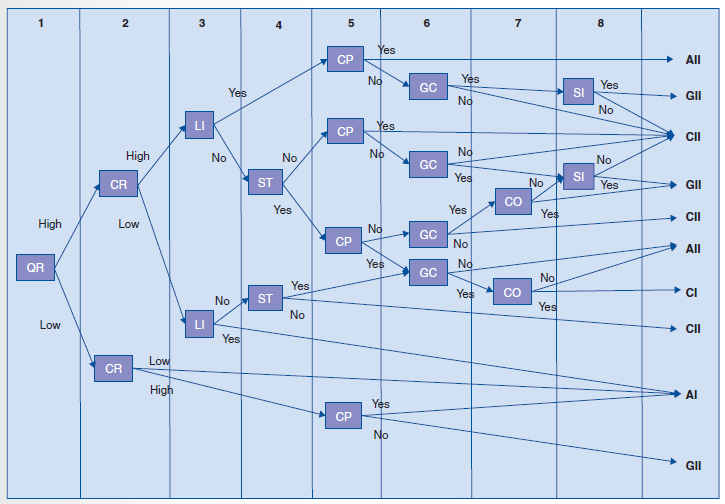 1 2 3 4 5 6 7 8
Yes
CP AII
No
GC Yes SI Yes GII
Yes
No No
LI
CP Yes CII
High No No
No No
GC No
CR ST Yes SI Yes GII
No
CO
Yes Yes Yes
High Low No GC CII
CP No
Yes No AII
QR GC
Yes No
ST Yes CO CI
No Yes
No
Low LI CII
Yes
Low
CR
High AI
Yes
CP
No
GII